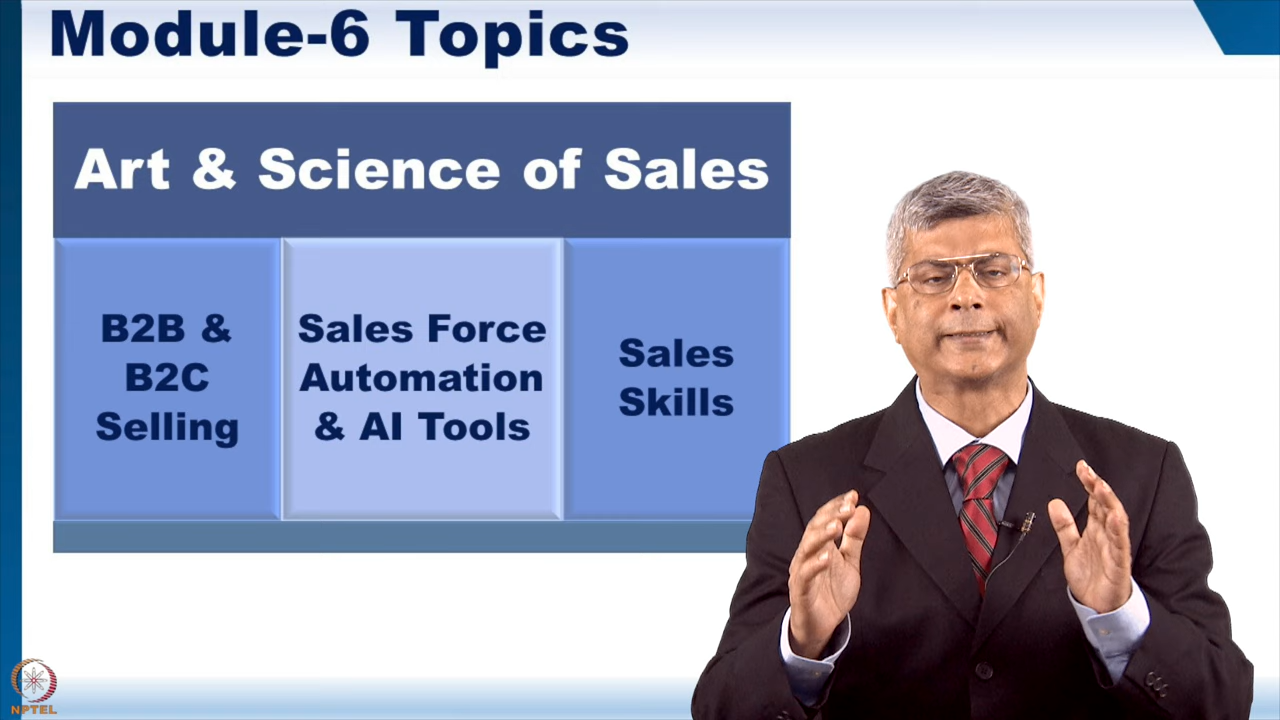 Module-6 Topics
Art & Science of Sales
B2B &
B2C
Selling
Sales Force
Automation
& AI Tools
Sales
Skills
NPTEL